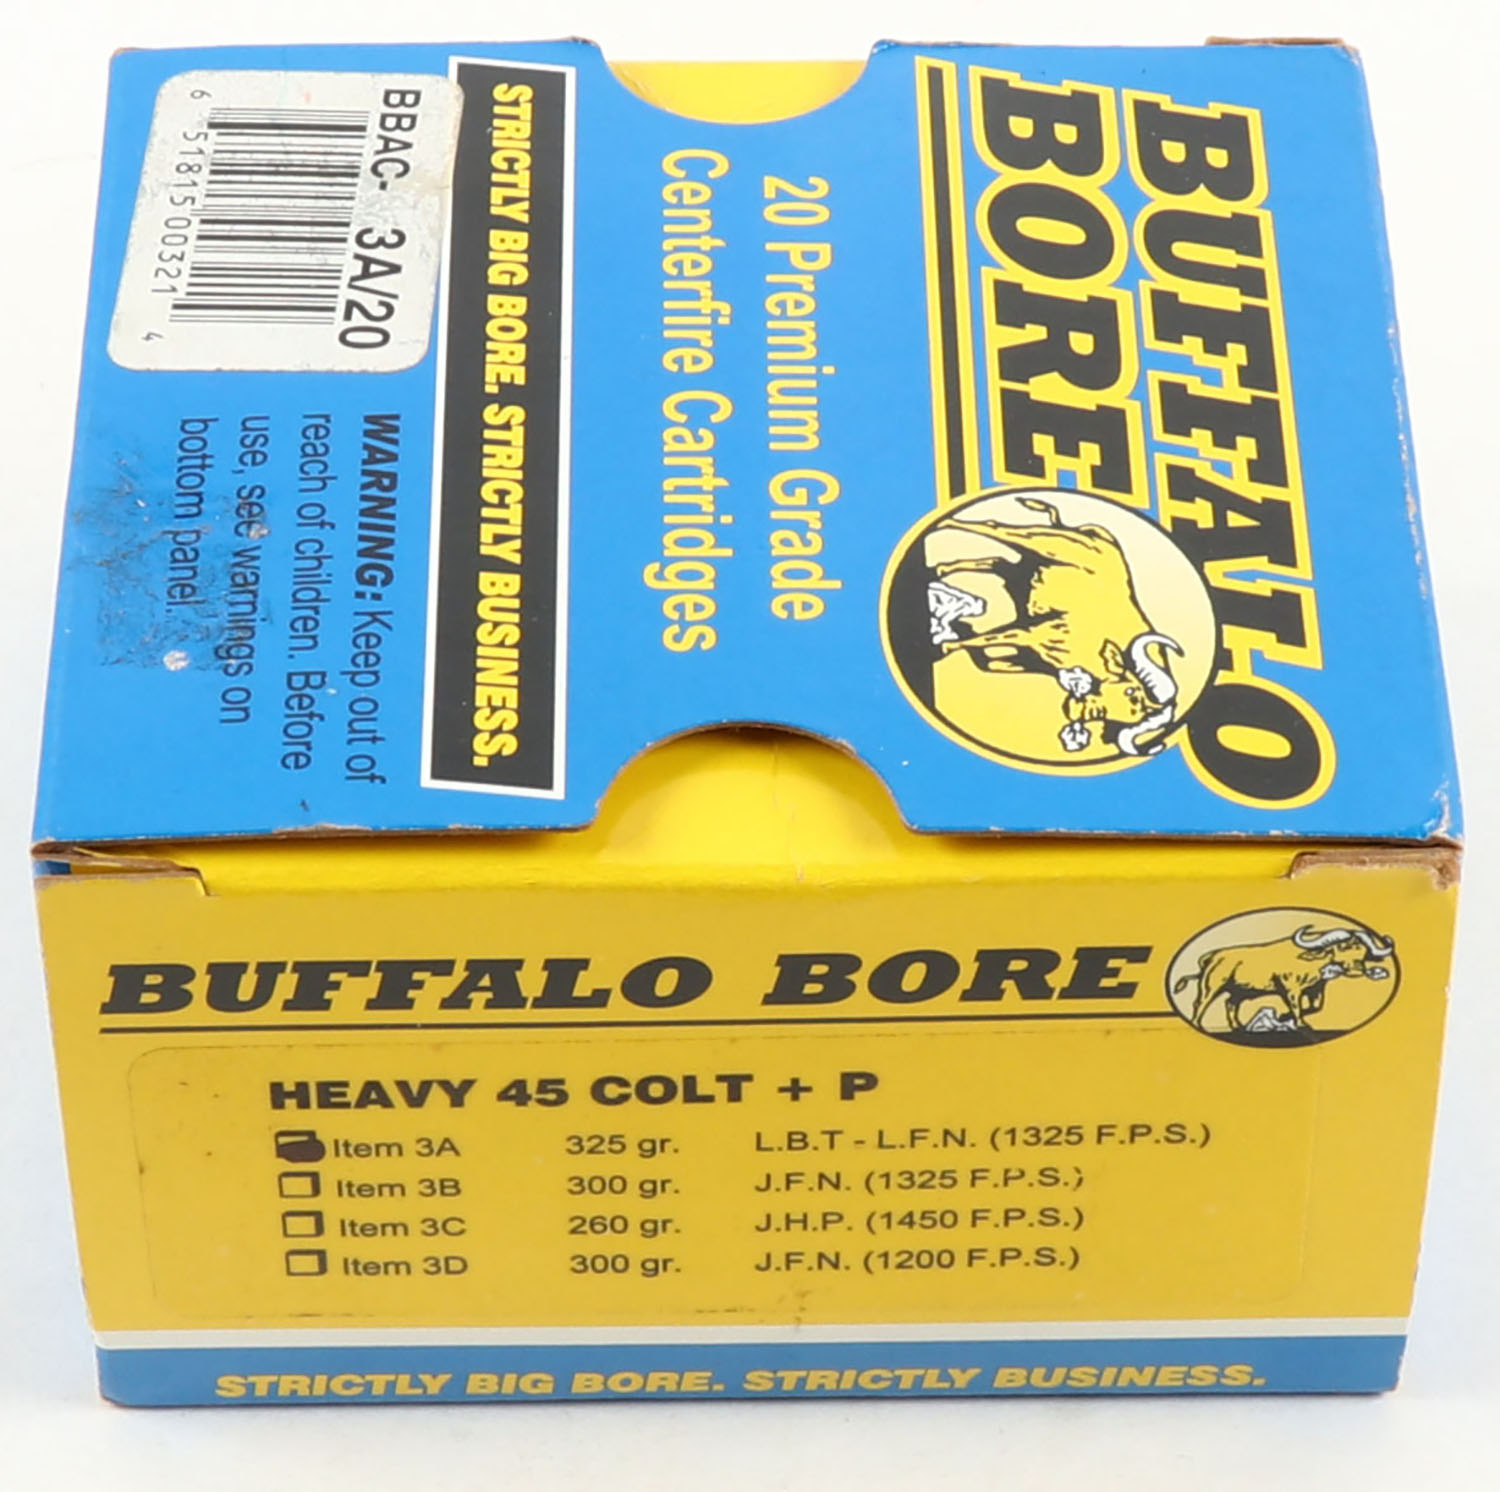 BUFFALO
BORE
20 Premium Grade
Centerfire Cartridges
STRICTLY BIG BORE. STRICTLY BUSINESS.
BBAC- 3A/20
6 51815 00321 4
WARNING: Keep out of
reach of children. Before
use, see warnings on
bottom panel.
BUFFALO BORE
HEAVY 45 COLT + P
Item 3A 325 gr. L.B.T - L.F.N. (1325 F.P.S.)
Item 3B 300 gr. J.F.N. (1325 F.P.S.)
Item 3C 260 gr. J.H.P. (1450 F.P.S.)
Item 3D 300 gr. J.F.N. (1200 F.P.S.)
STRICTLY BIG BORE. STRICTLY BUSINESS.